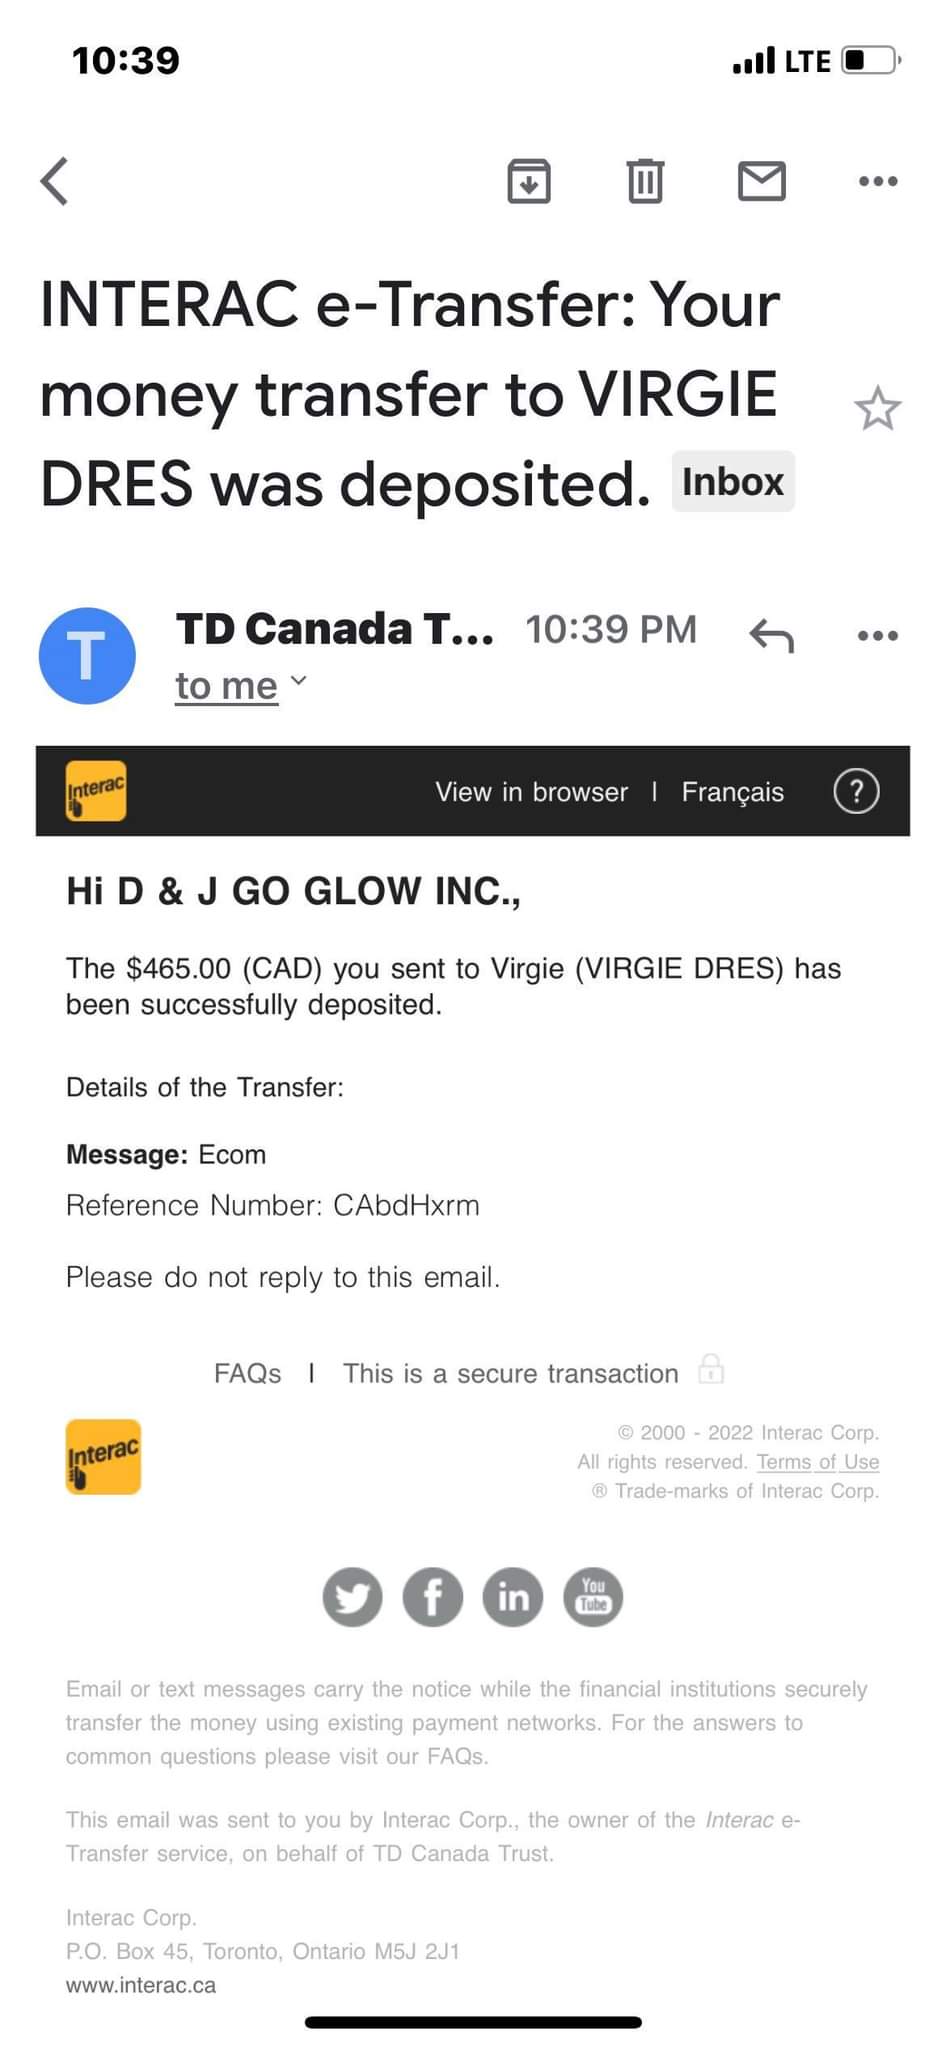 10:39
LTE
INTERAC e-Transfer: Your
money transfer to VIRGIE
DRES was deposited. Inbox
T
TD Canada T... 10:39 PM
to me
Interac
View in browser | Français ?
Hi D & J GO GLOW INC.,
The $465.00 (CAD) you sent to Virgie (VIRGIE DRES) has
been successfully deposited.
Details of the Transfer:
Message: Ecom
Reference Number: CAbdHxrm
Please do not reply to this email.
FAQs | This is a secure transaction
Interac
© 2000 - 2022 Interac Corp.
All rights reserved. Terms of Use
® Trade-marks of Interac Corp.
f
in
You
Tube
Email or text messages carry the notice while the financial institutions securely
transfer the money using existing payment networks. For the answers to
common questions please visit our FAQs.
This email was sent to you by Interac Corp., the owner of the Interac e-
Transfer service, on behalf of TD Canada Trust.
Interac Corp.
P.O. Box 45, Toronto, Ontario M5J 2J1
www.interac.ca